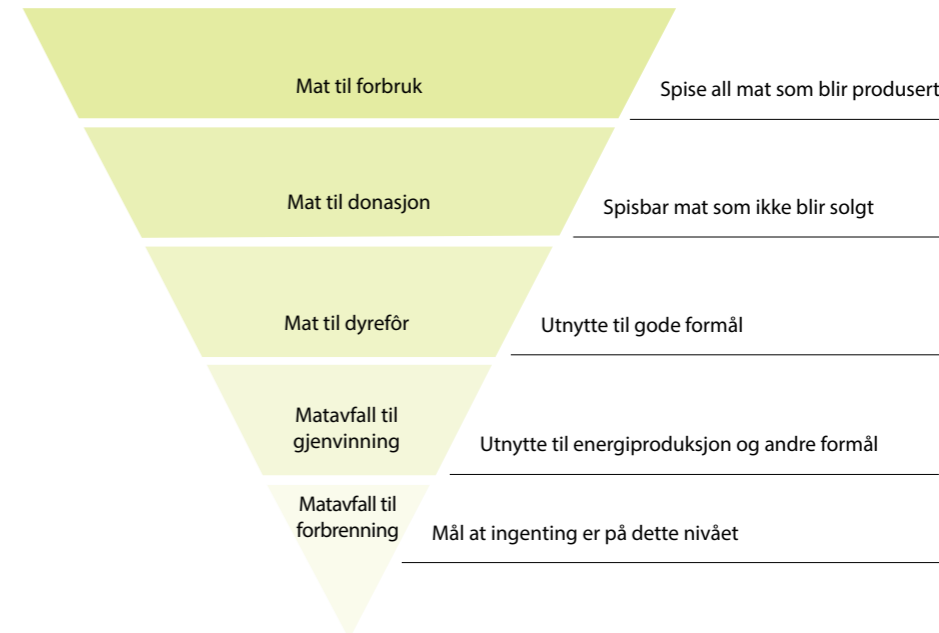 Mat til forbruk
Spise all mat som blir produsert
Mat til donasjon
Spisbar mat som ikke blir solgt
Mat til dyrefôr
Utnytte til gode formål
Matavfall til
gjenvinning
Utnytte til energiproduksjon og andre formål
Matavfall til
forbrenning
Mål at ingenting er på dette nivået